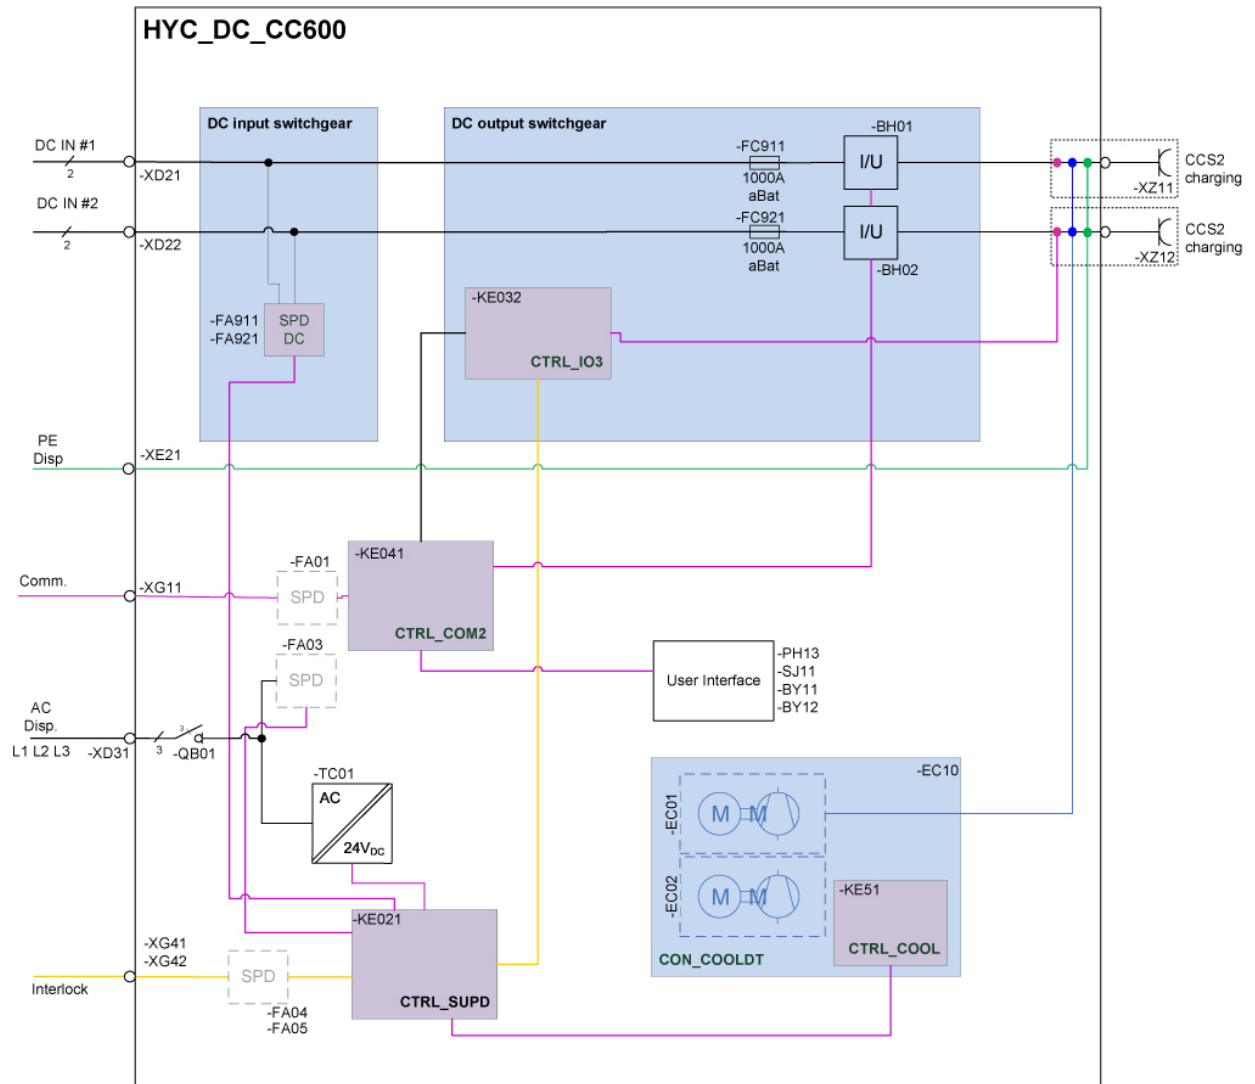 HYC_DC_CC600
DC input switchgear
DC output switchgear
DC IN #1
2
-XD21
-FC911
1000A
aBat
-BH01
I/U
CCS2
charging
-XZ11
DC IN #2
2
-XD22
-FC921
1000A
aBat
I/U
-BH02
CCS2
charging
-XZ12
-FA911
-FA921
SPD
DC
-KE032
CTRL_IO3
PE
Disp
-XE21
Comm.
-XG11
-FA01
SPD
-KE041
CTRL_COM2
-FA03
SPD
User Interface
-PH13
-SJ11
-BY11
-BY12
AC
Disp.
L1 L2 L3
-XD31
3
3
-QB01
-TC01
AC
24VDC
-EC10
-EC01
M
M
-EC02
M
M
-KE51
CTRL_COOL
CON_COOLDT
-KE021
CTRL_SUPD
-XG41
-XG42
Interlock
SPD
-FA04
-FA05